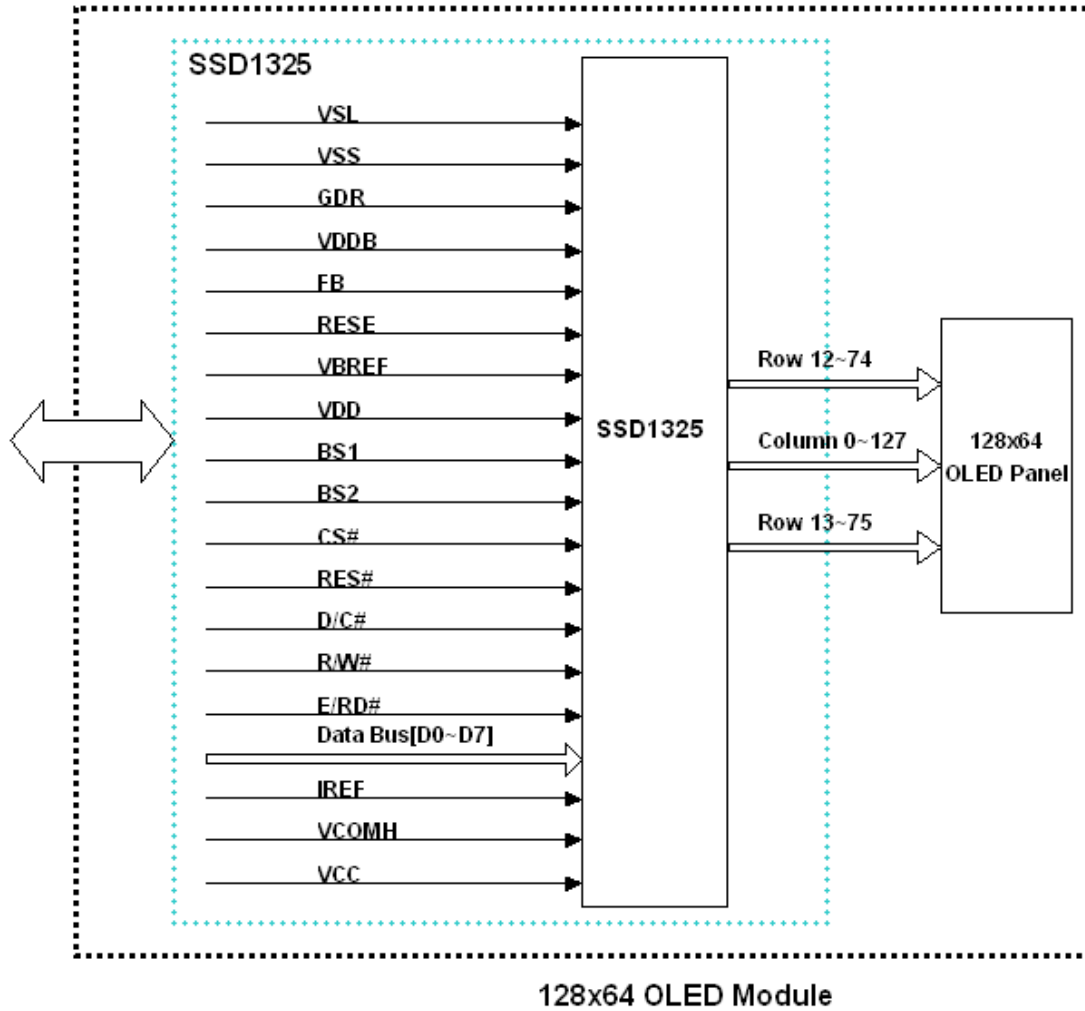 SSD1325
VSL
VSS
GDR
VDDB
FB
RESE
VBREF
VDD
BS1
BS2
CS#
RES#
D/C#
R/W#
E/RD#
Data Bus[D0~D7]
IREF
VCOMH
VCC
SSD1325
Row 12~74
Column 0~127
Row 13~75
128x64
OLED Panel
128x64 OLED Module